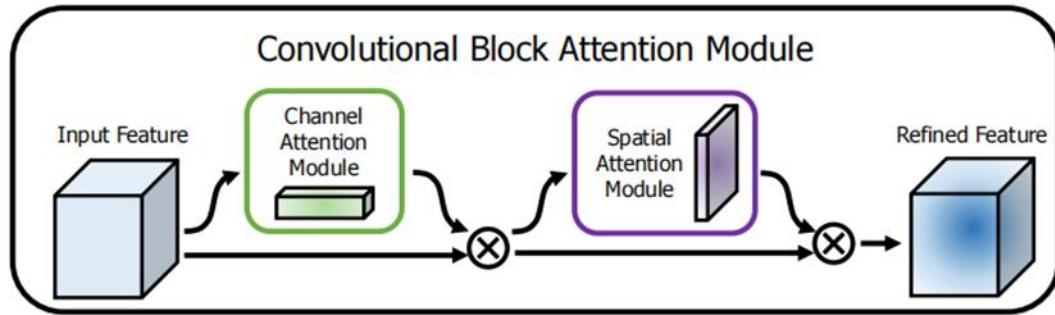 Convolutional Block Attention Module
Input Feature
Channel
Attention
Module
Spatial
Attention
Module
Refined Feature